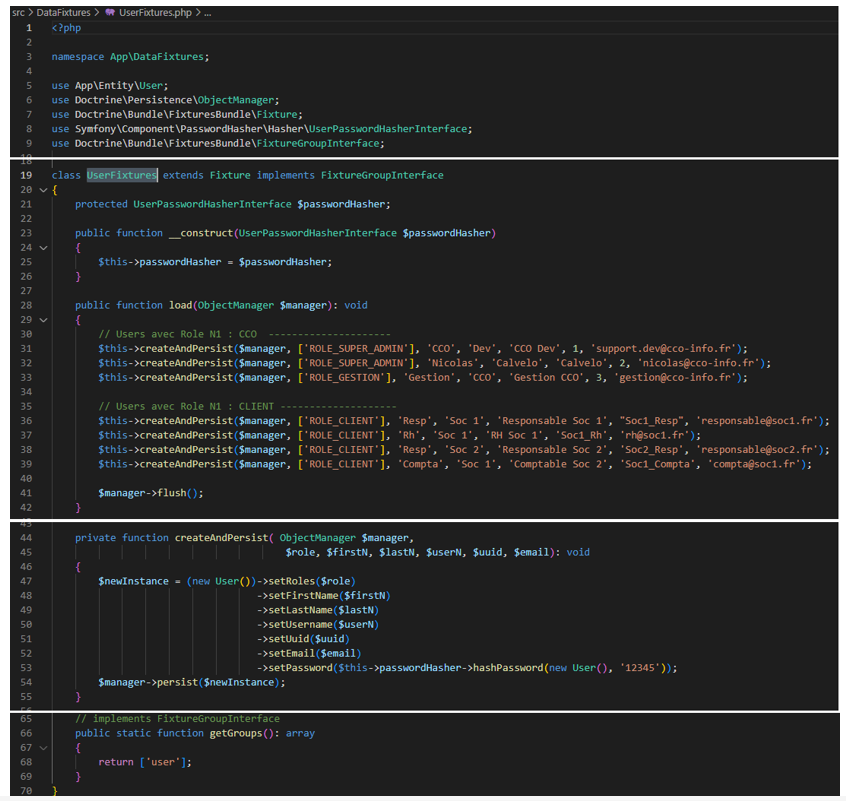 src > DataFixtures > UserFixtures.php > ...
1 <?php
2
3 namespace App\DataFixtures;
4
5 use App\Entity\User;
6 use Doctrine\Persistence\ObjectManager;
7 use Doctrine\Bundle\FixturesBundle\Fixture;
8 use Symfony\Component\PasswordHasher\Hasher\UserPasswordHasherInterface;
9 use Doctrine\Bundle\FixturesBundle\FixtureGroupInterface;
18
19 class UserFixtures extends Fixture implements FixtureGroupInterface
20 {
21 protected UserPasswordHasherInterface $passwordHasher;
22
23 public function __construct(UserPasswordHasherInterface $passwordHasher)
24 {
25 $this->passwordHasher = $passwordHasher;
26 }
27
28 public function load(ObjectManager $manager): void
29 {
30 // Users avec Role N1 : CCO ---------------------
31 $this->createAndPersist($manager, ['ROLE_SUPER_ADMIN'], 'CCO', 'Dev', 'CCO Dev', 1, 'support.dev@cco-info.fr');
32 $this->createAndPersist($manager, ['ROLE_SUPER_ADMIN'], 'Nicolas', 'Calvelo', 'Calvelo', 2, 'nicolas@cco-info.fr');
33 $this->createAndPersist($manager, ['ROLE_GESTION'], 'Gestion', 'CCO', 'Gestion CCO', 3, 'gestion@cco-info.fr');
34
35 // Users avec Role N1 : CLIENT --------------------
36 $this->createAndPersist($manager, ['ROLE_CLIENT'], 'Resp', 'Soc 1', 'Responsable Soc 1', "Soc1_Resp", 'responsable@soc1.fr');
37 $this->createAndPersist($manager, ['ROLE_CLIENT'], 'Rh', 'Soc 1', 'RH Soc 1', 'Soc1_Rh', 'rh@soc1.fr');
38 $this->createAndPersist($manager, ['ROLE_CLIENT'], 'Resp', 'Soc 2', 'Responsable Soc 2', 'Soc2_Resp', 'responsable@soc2.fr');
39 $this->createAndPersist($manager, ['ROLE_CLIENT'], 'Compta', 'Soc 1', 'Comptable Soc 2', 'Soc1_Compta', 'compta@soc1.fr');
40
41 $manager->flush();
42 }
43
44 private function createAndPersist( ObjectManager $manager,
45 $role, $firstN, $lastN, $userN, $uuid, $email): void
46 {
47 $newInstance = (new User())->setRoles($role)
48 ->setFirstName($firstN)
49 ->setLastName($lastN)
50 ->setUsername($userN)
51 ->setUuid($uuid)
52 ->setEmail($email)
53 ->setPassword($this->passwordHasher->hashPassword(new User(), '12345'));
54 $manager->persist($newInstance);
55 }
65 // implements FixtureGroupInterface
66 public static function getGroups(): array
67 {
68 return ['user'];
69 }
70 }